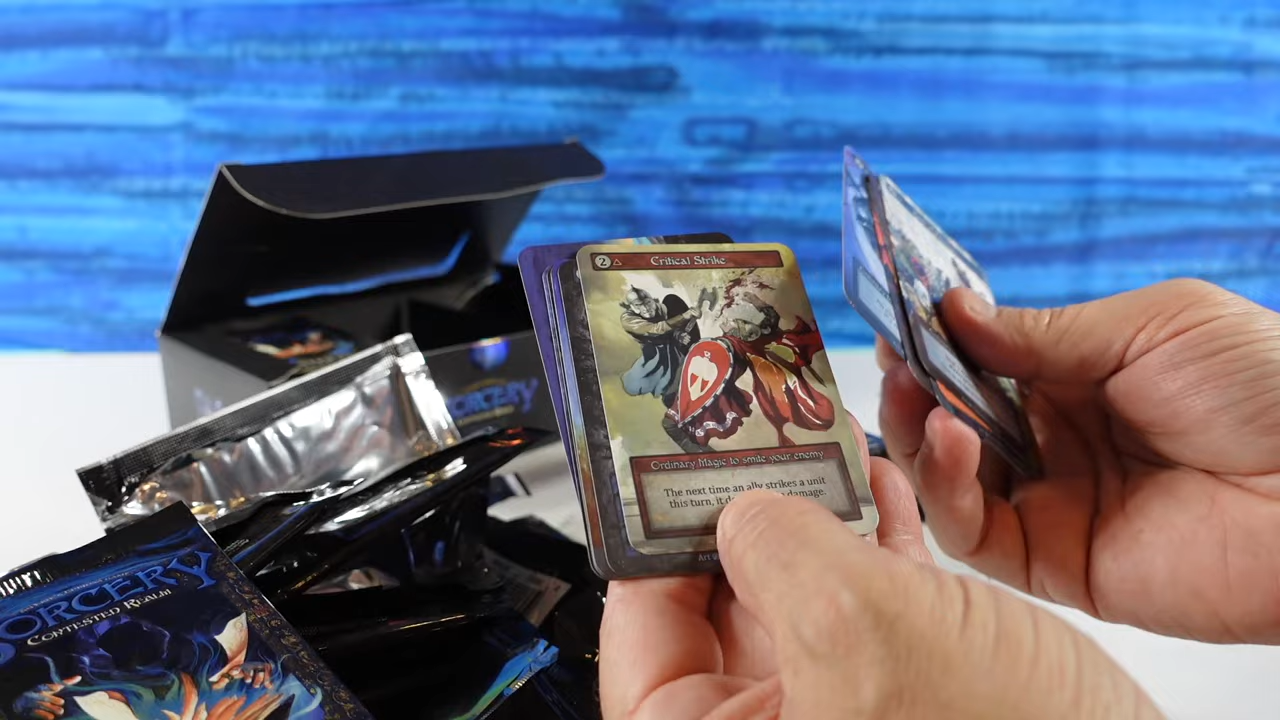 2 Critical Strike
Ordinary Magic to smite your enemy
The next time an ally strikes a unit
this turn, it damage.
Art
SORCERY
SORCERY
CONTESTED REALM